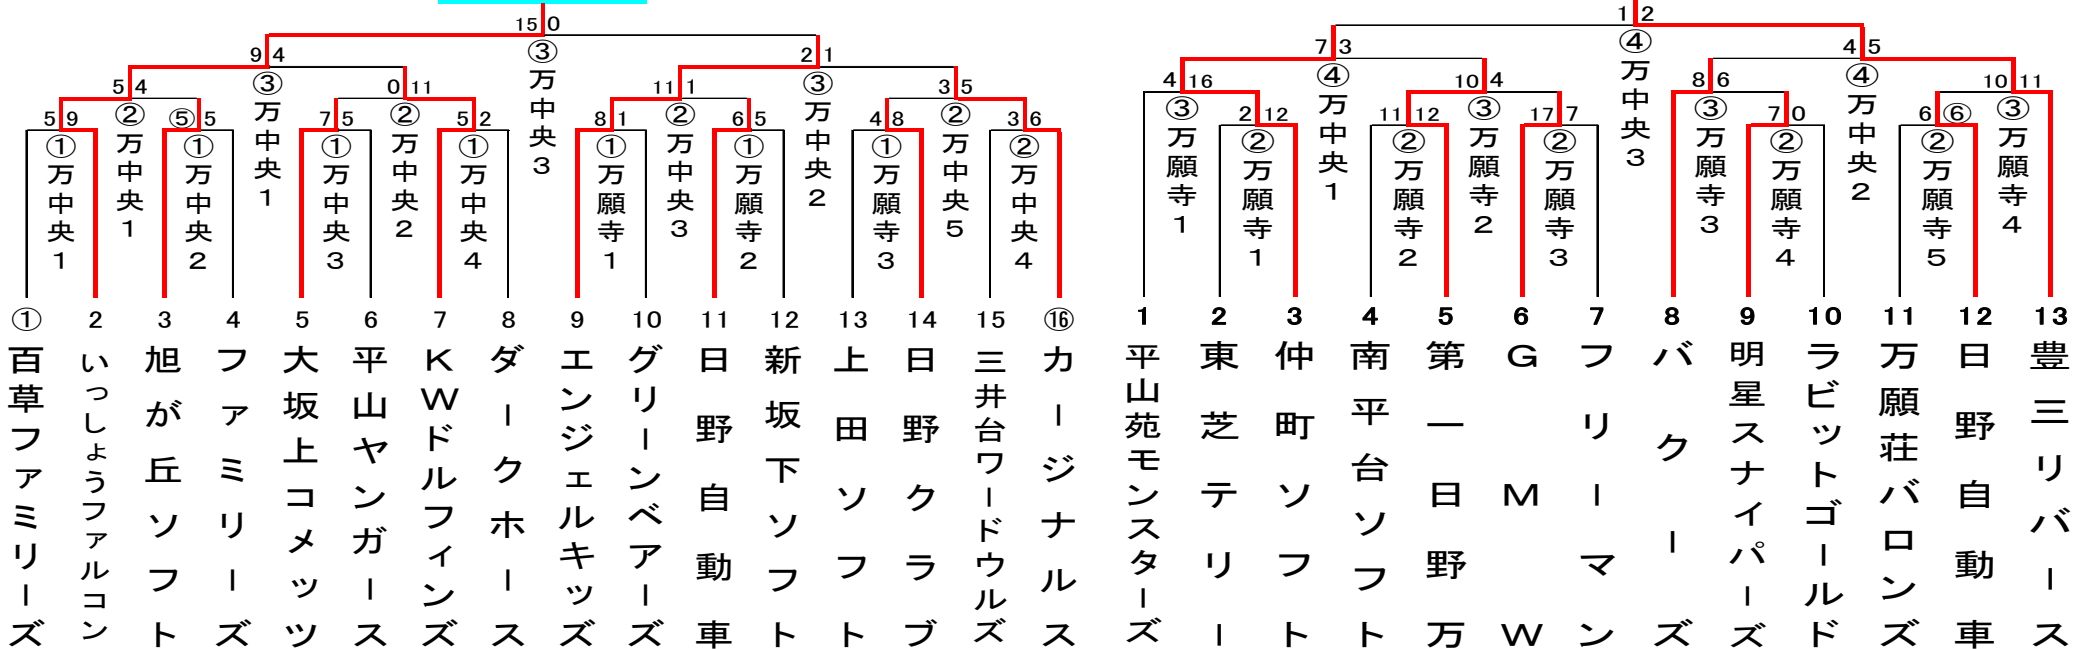 15 0
③万中央3
9 4
③万中央1
2 1
③万中央2
5 4
②万中央1
0 11
②万中央2
11 1
②万中央3
3 5
②万中央5
5 9
①万中央1
⑤ 5
①万中央2
7 5
①万中央3
5 2
①万中央4
8 1
①万願寺1
6 5
①万願寺2
4 8
①万願寺3
3 6
②万中央4
① 百草ファミリーズ
2 いっしょうファルコン
3 旭が丘ソフト
4 ファミリーズ
5 大坂上コメッツ
6 平山ヤンガース
7 KWドルフィンズ
8 ダークホース
9 エンジェルキッズ
10 グリーンベアーズ
11 日野自動車
12 新坂下ソフト
13 上田ソフト
14 日野クラブ
15 三井台ワードウルズ
⑯ カージナルス
1 2
④万中央3
7 3
④万中央1
4 5
④万中央2
4 16
③万願寺1
10 4
③万願寺2
8 6
③万願寺3
10 11
③万願寺4
2 12
②万願寺1
11 12
②万願寺2
17 7
②万願寺3
7 0
②万願寺4
6 ⑥
②万願寺5
1 平山苑モンスターズ
2 東芝テリー
3 仲町ソフト
4 南平台ソフト
5 第一日野万
6 GMW
7 フリーマン
8 バクーズ
9 明星スナイパーズ
10 ラビットゴールド
11 万願荘バロンズ
12 日野自動車
13 豊三リバース